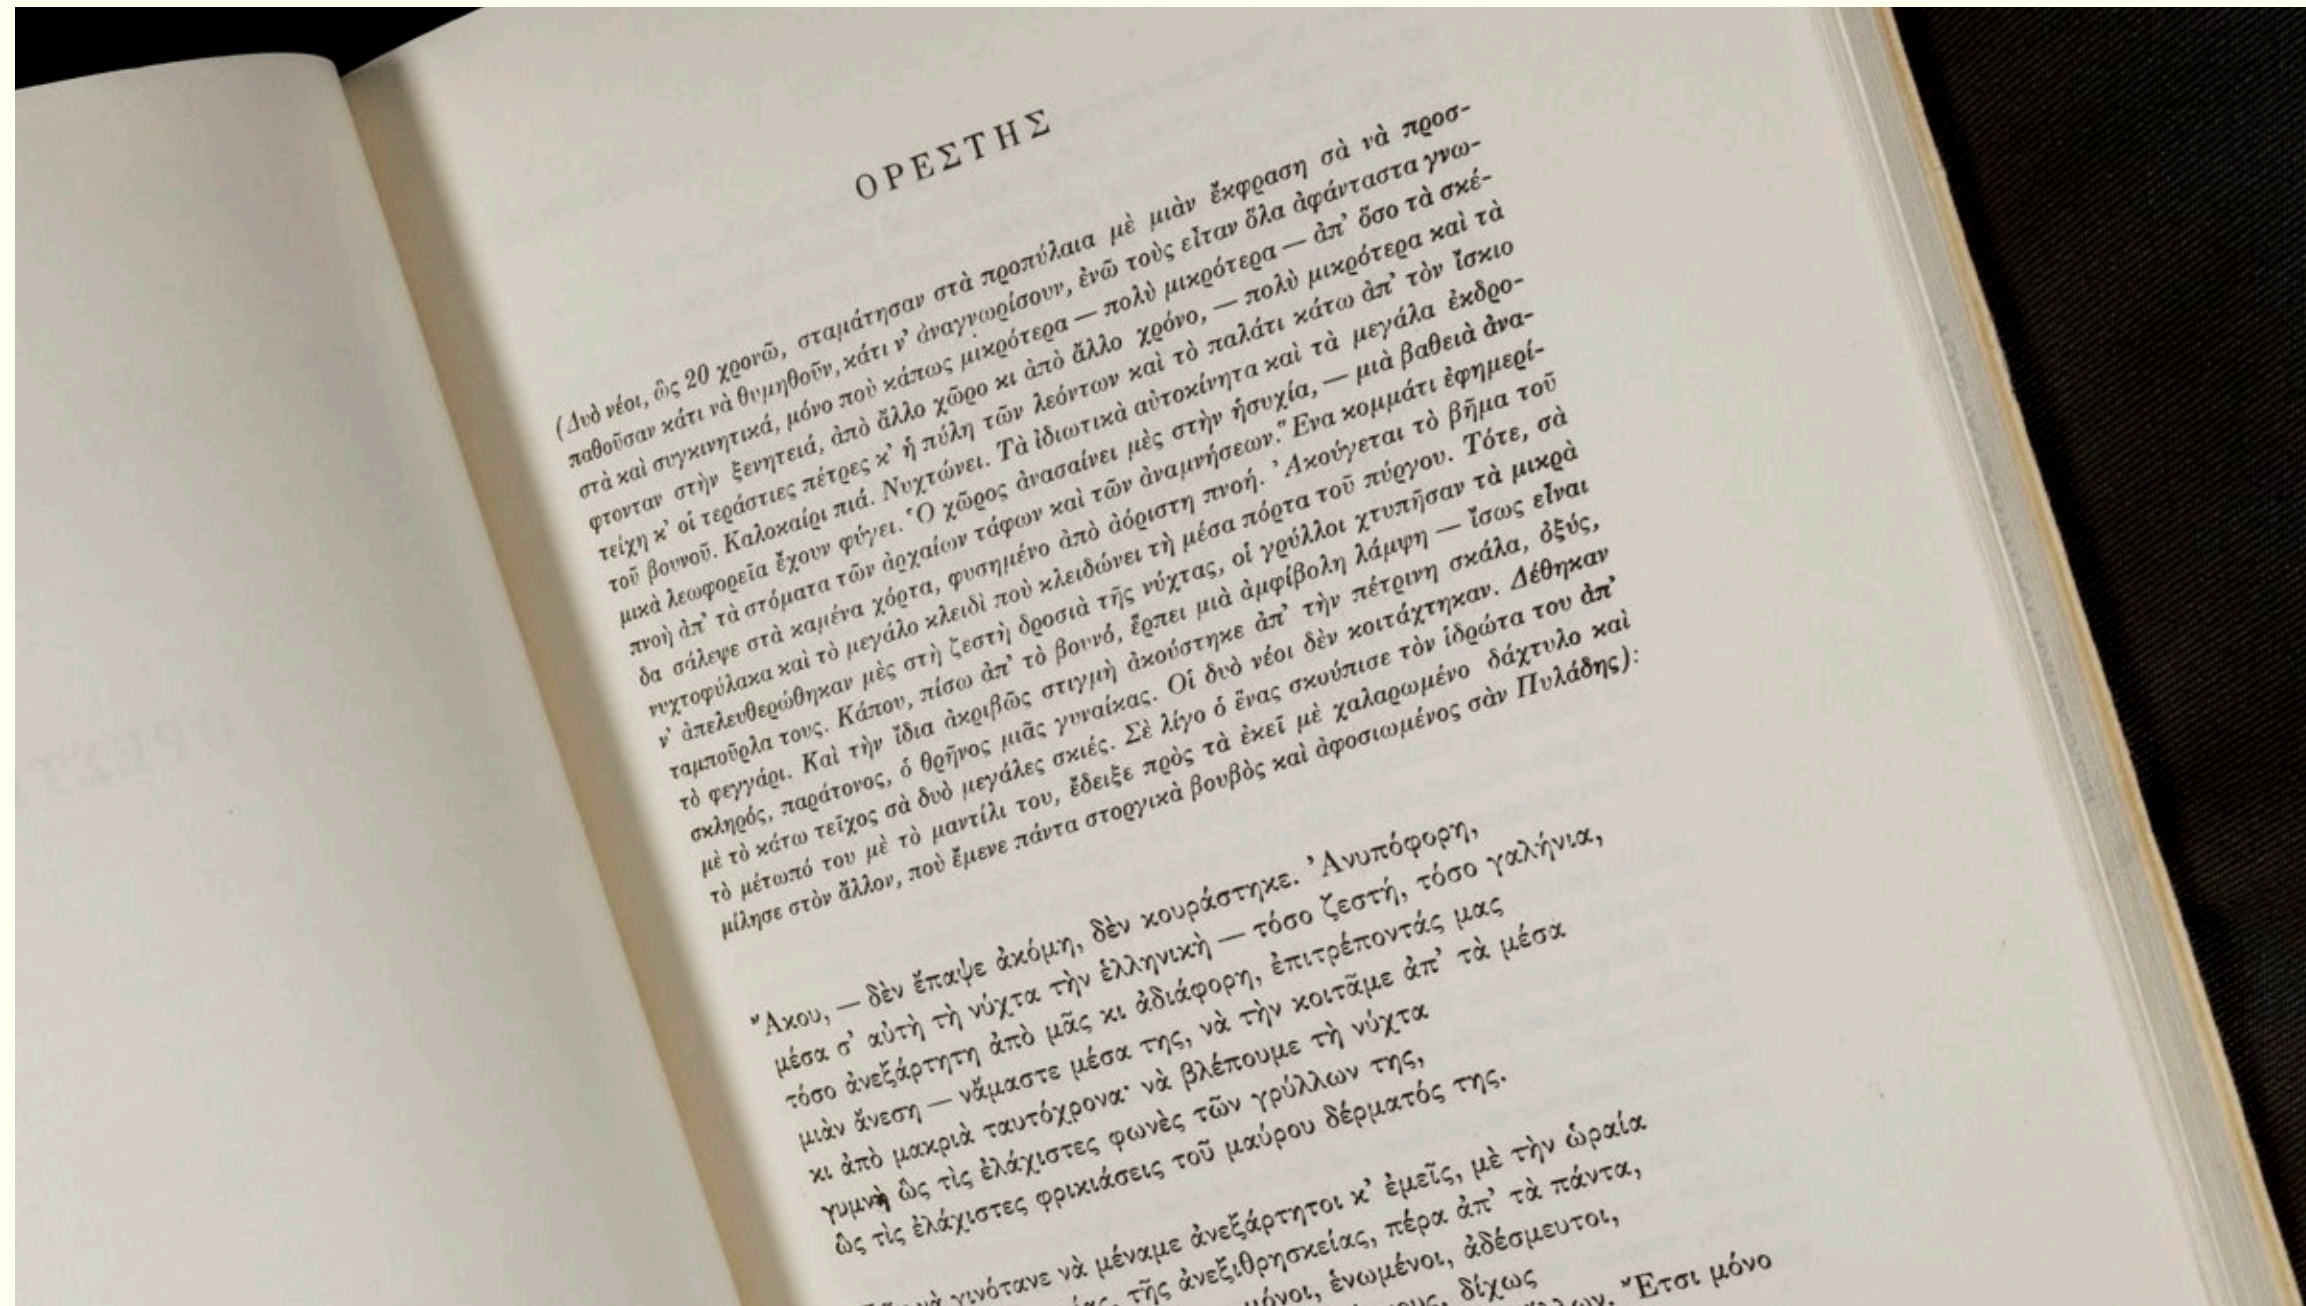 ΟΡΕΣΤΗΣ
(Δυὸ νέοι, ὣς 20 χρονῶ, σταμάτησαν στὰ προπύλαια μὲ μιὰν ἔκφραση σὰ νὰ προσ-
παθοῦσαν κάτι νὰ θυμηθοῦν, κάτι ν᾿ ἀναγνωρίσουν, ἐνῶ τοὺς εἶταν ὅλα ἀφάνταστα γνω-
στὰ καὶ συγκινητικά, μόνο ποὺ κάπως μικρότερα — πολὺ μικρότερα — ἀπ᾿ ὅσο τὰ σκέ-
φτονταν στὴν ξενητειά, ἀπὸ ἄλλο χῶρο κι ἀπὸ ἄλλο χρόνο, — πολὺ μικρότερα καὶ τὰ
τείχη κ᾿ οἱ τεράστιες πέτρες κ᾿ ἡ πύλη τῶν λεόντων καὶ τὸ παλάτι κάτω ἀπ᾿ τὸν ἴσκιο
τοῦ βουνοῦ. Καλοκαίρι πιά. Νυχτώνει. Τὰ ἰδιωτικὰ αὐτοκίνητα καὶ τὰ μεγάλα ἐκδρο-
μικὰ λεωφορεῖα ἔχουν φύγει. Ὁ χῶρος ἀνασαίνει μὲς στὴν ἡσυχία, — μιὰ βαθειὰ ἀνα-
πνοὴ ἀπ᾿ τὰ στόματα τῶν ἀρχαίων τάφων καὶ τῶν ἀναμνήσεων. Ἕνα κομμάτι ἐφημερί-
δα σάλεψε στὰ καμένα χόρτα, φυσημένο ἀπὸ ἀόριστη πνοή. Ἀκούγεται τὸ βῆμα τοῦ
νυχτοφύλακα καὶ τὸ μεγάλο κλειδὶ ποὺ κλειδώνει τὴ μέσα πόρτα τοῦ πύργου. Τότε, σὰ
ν᾿ ἀπελευθερώθηκαν μὲς στὴ ζεστὴ δροσιὰ τῆς νύχτας, οἱ γρύλλοι χτυπῆσαν τὰ μικρὰ
ταμποῦρλα τους. Κάπου, πίσω ἀπ᾿ τὸ βουνό, ἕρπει μιὰ ἀμφίβολη λάμψη — ἴσως εἶναι
τὸ φεγγάρι. Καὶ τὴν ἴδια ἀκριβῶς στιγμὴ ἀκούστηκε ἀπ᾿ τὴν πέτρινη σκάλα, ὀξύς,
σκληρός, παράτονος, ὁ θρῆνος μιᾶς γυναίκας. Οἱ δυὸ νέοι δὲν κοιτάχτηκαν. Δέθηκαν
μὲ τὸ κάτω τεῖχος σὰ δυὸ μεγάλες σκιές. Σὲ λίγο ὁ ἕνας σκούπισε τὸν ἱδρώτα του ἀπ᾿
τὸ μέτωπό του μὲ τὸ μαντίλι του, ἔδειξε πρὸς τὰ ἐκεῖ μὲ χαλαρωμένο δάχτυλο καὶ
μίλησε στὸν ἄλλον, ποὺ ἔμενε πάντα στοργικὰ βουβὸς καὶ ἀφοσιωμένος σὰν Πυλάδης):
Ἄκου, — δὲν ἔπαψε ἀκόμη, δὲν κουράστηκε. Ἀνυπόφορη,
μέσα σ᾿ αὐτὴ τὴ νύχτα τὴν ἑλληνικὴ — τόσο ζεστή, τόσο γαλήνια,
τόσο ἀνεξάρτητη ἀπὸ μᾶς κι ἀδιάφορη, ἐπιτρέποντάς μας
μιὰν ἄνεση — νἄμαστε μέσα της, νὰ τὴν κοιτᾶμε ἀπ᾿ τὰ μέσα
κι ἀπὸ μακριὰ ταυτόχρονα· νὰ βλέπουμε τὴ νύχτα
γυμνὴ ὣς τὶς ἐλάχιστες φωνὲς τῶν γρύλλων της,
ὣς τὶς ἐλάχιστες φρικιάσεις τοῦ μαύρου δέρματός της.
νὰ γινότανε νὰ μέναμε ἀνεξάρτητοι κ᾿ ἐμεῖς, μὲ τὴν ὡραία
τῆς ἀνεξιθρησκείας, πέρα ἀπ᾿ τὰ πάντα,
μόνοι, ἑνωμένοι, ἀδέσμευτοι,
δίχως
Ἔτσι μόνο